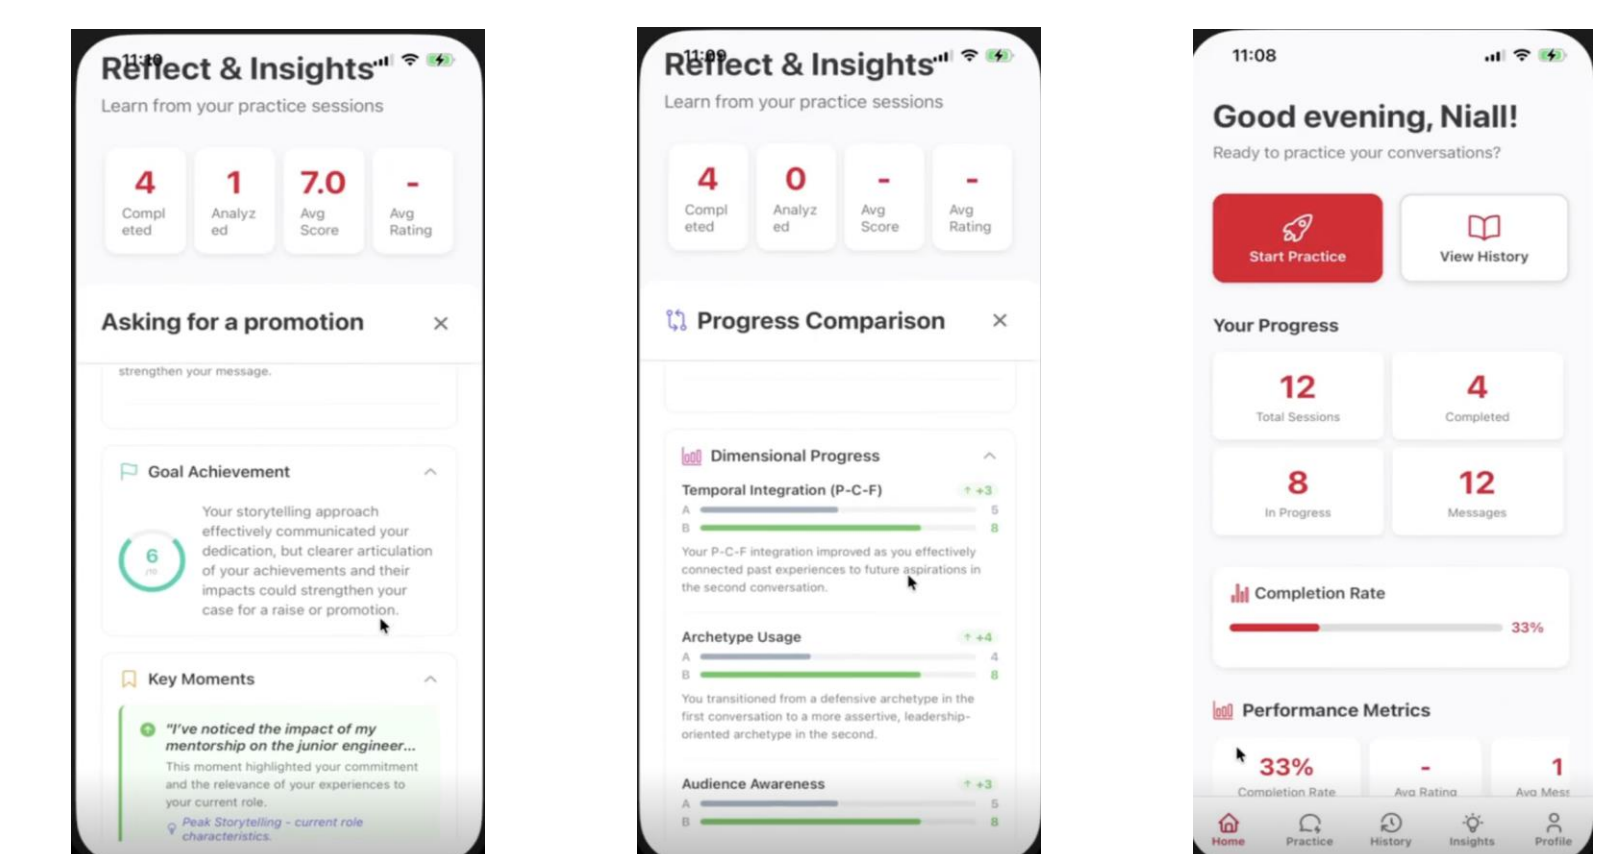 11:10
Reflect & Insights
Learn from your practice sessions
4
Compl
eted
1
Analyz
ed
7.0
Avg
Score
-
Avg
Rating
Asking for a promotion
strengthen your message.
Goal Achievement
6
/10
Your storytelling approach
effectively communicated your
dedication, but clearer articulation
of your achievements and their
impacts could strengthen your
case for a raise or promotion.
Key Moments
"I've noticed the impact of my
mentorship on the junior engineer...
This moment highlighted your commitment
and the relevance of your experiences to
your current role.
Peak Storytelling - current role
characteristics.
11:09
Reflect & Insights
Learn from your practice sessions
4
Compl
eted
0
Analyz
ed
-
Avg
Score
-
Avg
Rating
Progress Comparison
Dimensional Progress
Temporal Integration (P-C-F) ↑ +3
A 5
B 8
Your P-C-F integration improved as you effectively
connected past experiences to future aspirations in
the second conversation.
Archetype Usage ↑ +4
A 4
B 8
You transitioned from a defensive archetype in the
first conversation to a more assertive, leadership-
oriented archetype in the second.
Audience Awareness ↑ +3
A 5
B 8
11:08
Good evening, Niall!
Ready to practice your conversations?
Start Practice
View History
Your Progress
12
Total Sessions
4
Completed
8
In Progress
12
Messages
Completion Rate
33%
Performance Metrics
33%
Completion Rate
-
Avg Rating
1
Avg Mess
Home
Practice
History
Insights
Profile